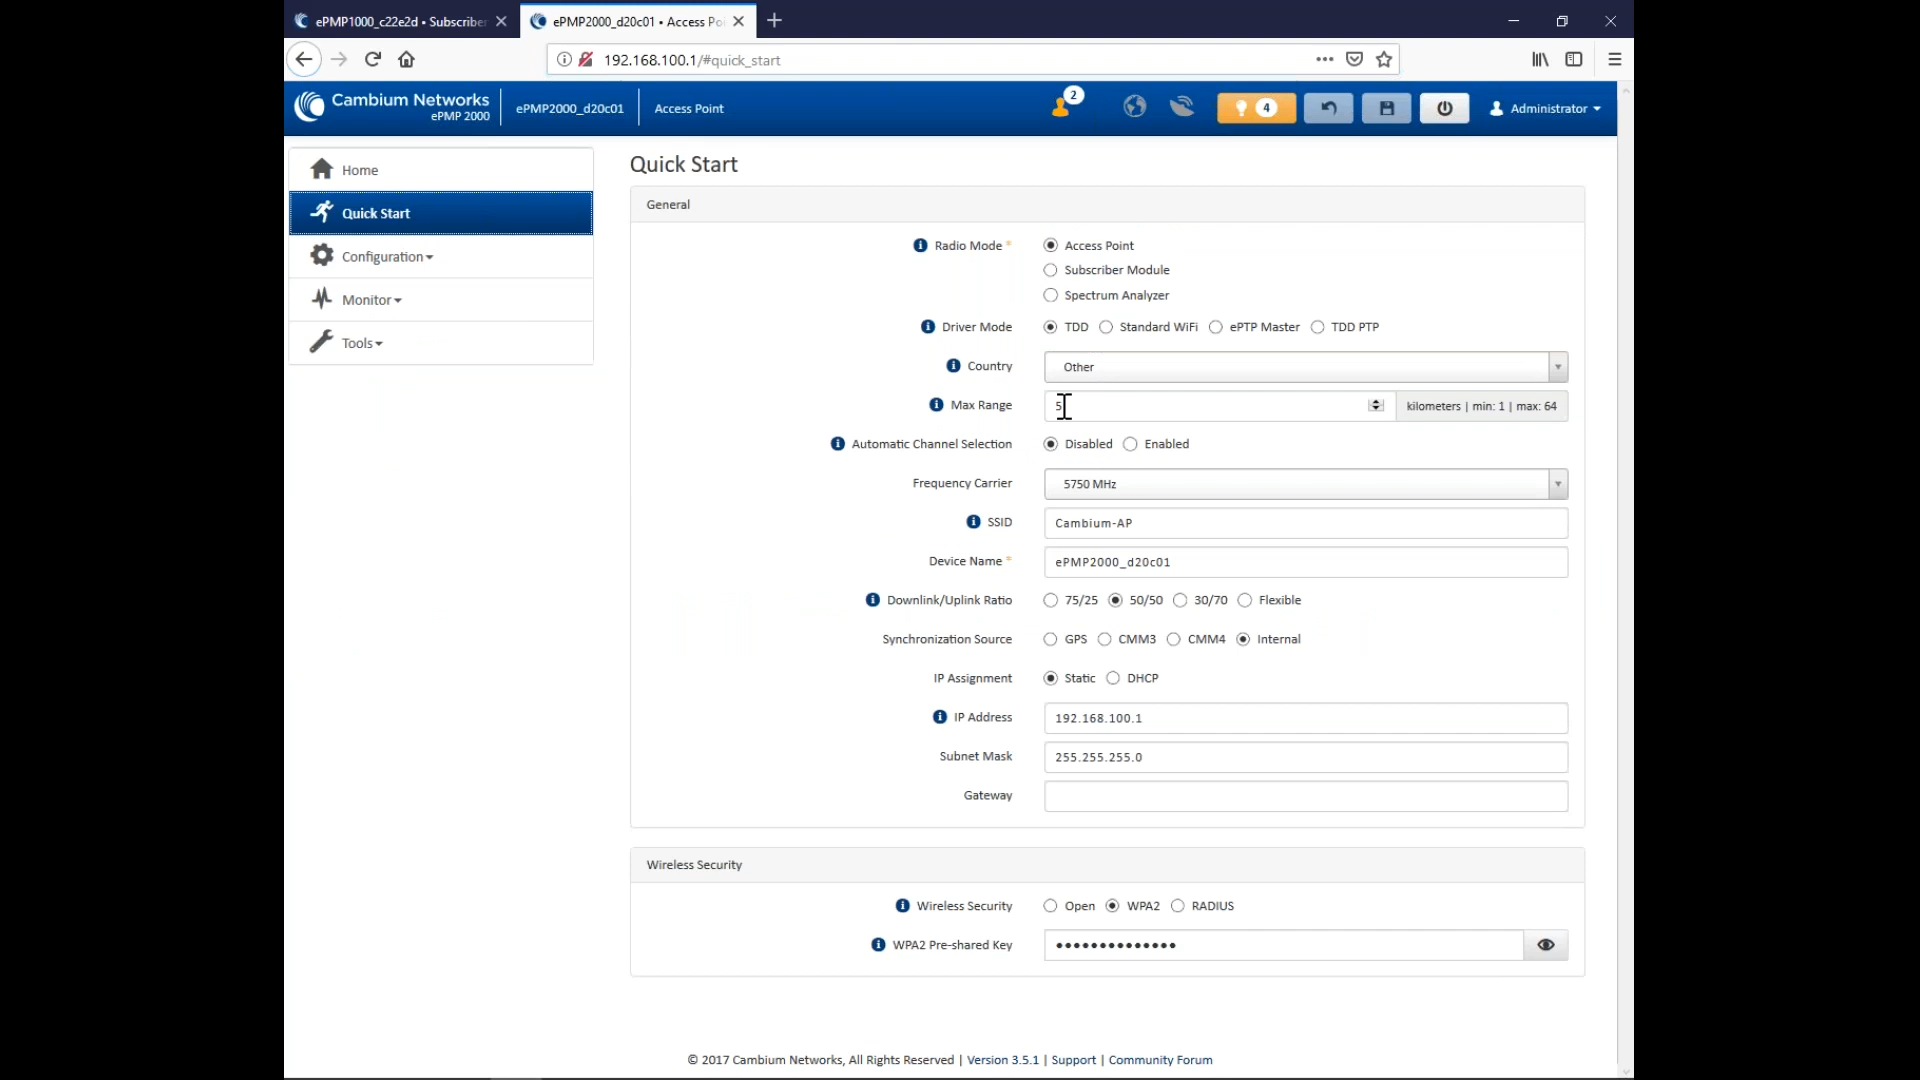 ePMP1000_c22e2d • Subscriber
ePMP2000_d20c01 • Access Poi
192.168.100.1/#quick_start
Cambium Networks
ePMP 2000
ePMP2000_d20c01
Access Point
2
4
Administrator
Home
Quick Start
Configuration
Monitor
Tools
Quick Start
General
Radio Mode *
Access Point
Subscriber Module
Spectrum Analyzer
Driver Mode
TDD Standard WiFi ePTP Master TDD PTP
Country
Other
Max Range
5
kilometers | min: 1 | max: 64
Automatic Channel Selection
Disabled Enabled
Frequency Carrier
5750 MHz
SSID
Cambium-AP
Device Name *
ePMP2000_d20c01
Downlink/Uplink Ratio
75/25 50/50 30/70 Flexible
Synchronization Source
GPS CMM3 CMM4 Internal
IP Assignment
Static DHCP
IP Address
192.168.100.1
Subnet Mask
255.255.255.0
Gateway
Wireless Security
Wireless Security
Open WPA2 RADIUS
WPA2 Pre-shared Key
••••••••••••••
© 2017 Cambium Networks, All Rights Reserved | Version 3.5.1 | Support | Community Forum